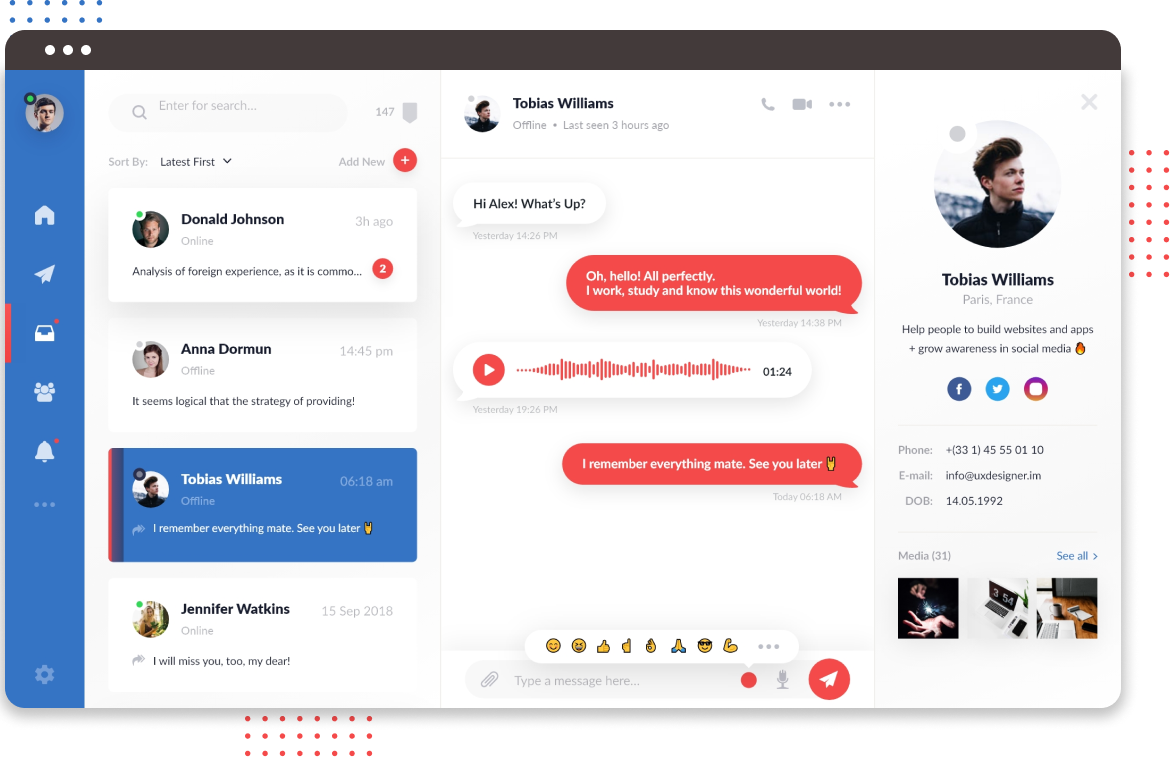 Enter for search...
147
Sort By: Latest First
Add New
Donald Johnson
3h ago
Online
Analysis of foreign experience, as it is commo...
2
Anna Dormun
14:45 pm
Offline
It seems logical that the strategy of providing!
Tobias Williams
06:18 am
Offline
I remember everything mate. See you later 🤘
Jennifer Watkins
15 Sep 2018
Online
I will miss you, too, my dear!
Tobias Williams
Offline • Last seen 3 hours ago
Hi Alex! What's Up?
Yesterday 14:26 PM
Oh, hello! All perfectly.
I work, study and know this wonderful world!
Yesterday 14:38 PM
01:24
Yesterday 19:26 PM
I remember everything mate. See you later 🤘
Today 06:18 AM
Type a message here...
Tobias Williams
Paris, France
Help people to build websites and apps
+ grow awareness in social media 🔥
Phone: +(33 1) 45 55 01 10
E-mail: info@uxdesigner.im
DOB: 14.05.1992
Media (31)
See all >
3 54